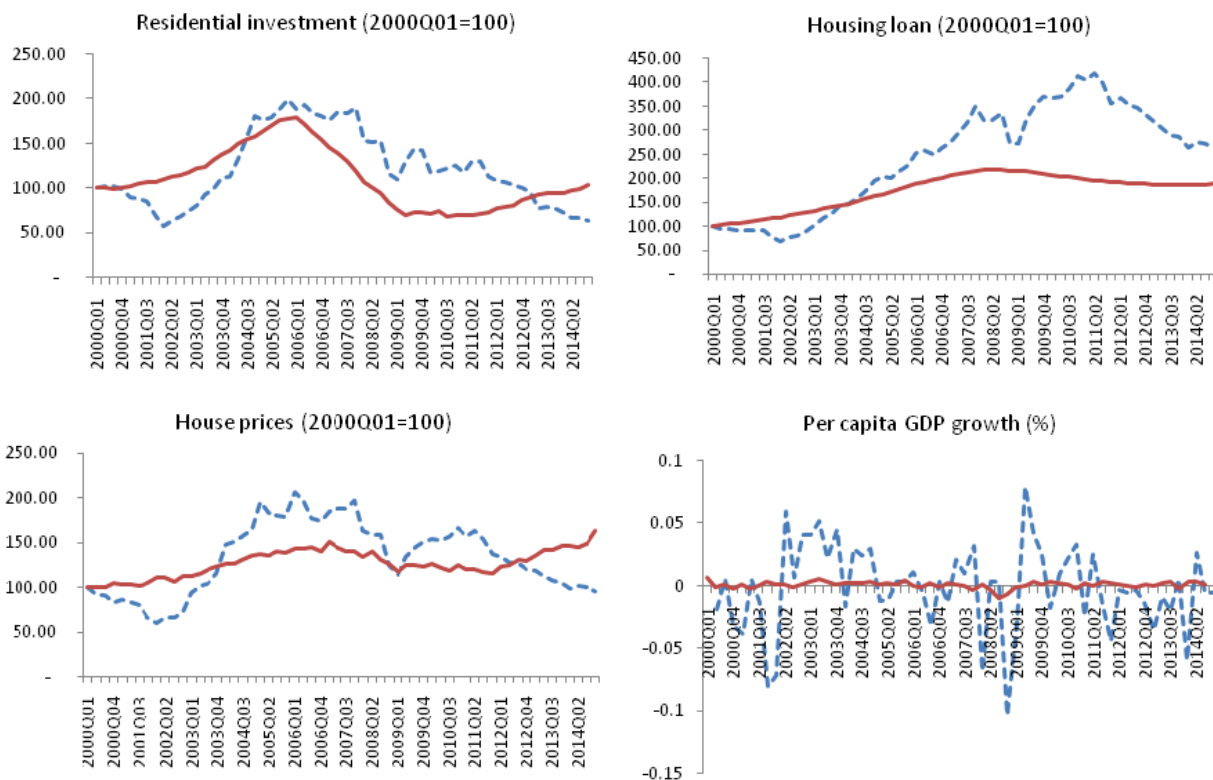 Residential investment (2000Q01=100)
250.00
200.00
150.00
100.00
50.00
-
2000Q01
2000Q04
2001Q03
2002Q02
2003Q01
2003Q04
2004Q03
2005Q02
2006Q01
2006Q04
2007Q03
2008Q02
2009Q01
2009Q04
2010Q03
2011Q02
2012Q01
2012Q04
2013Q03
2014Q02
Housing loan (2000Q01=100)
450.00
400.00
350.00
300.00
250.00
200.00
150.00
100.00
50.00
-
2000Q01
2000Q04
2001Q03
2002Q02
2003Q01
2003Q04
2004Q03
2005Q02
2006Q01
2006Q04
2007Q03
2008Q02
2009Q01
2009Q04
2010Q03
2011Q02
2012Q01
2012Q04
2013Q03
2014Q02
House prices (2000Q01=100)
250.00
200.00
150.00
100.00
50.00
-
2000Q01
2000Q04
2001Q03
2002Q02
2003Q01
2003Q04
2004Q03
2005Q02
2006Q01
2006Q04
2007Q03
2008Q02
2009Q01
2009Q04
2010Q03
2011Q02
2012Q01
2012Q04
2013Q03
2014Q02
Per capita GDP growth (%)
0.1
0.05
0
-0.05
-0.1
-0.15
2000Q01
2000Q04
2001Q03
2002Q02
2003Q01
2003Q04
2004Q03
2005Q02
2006Q01
2006Q04
2007Q03
2008Q02
2009Q01
2009Q04
2010Q03
2011Q02
2012Q01
2012Q04
2013Q03
2014Q02